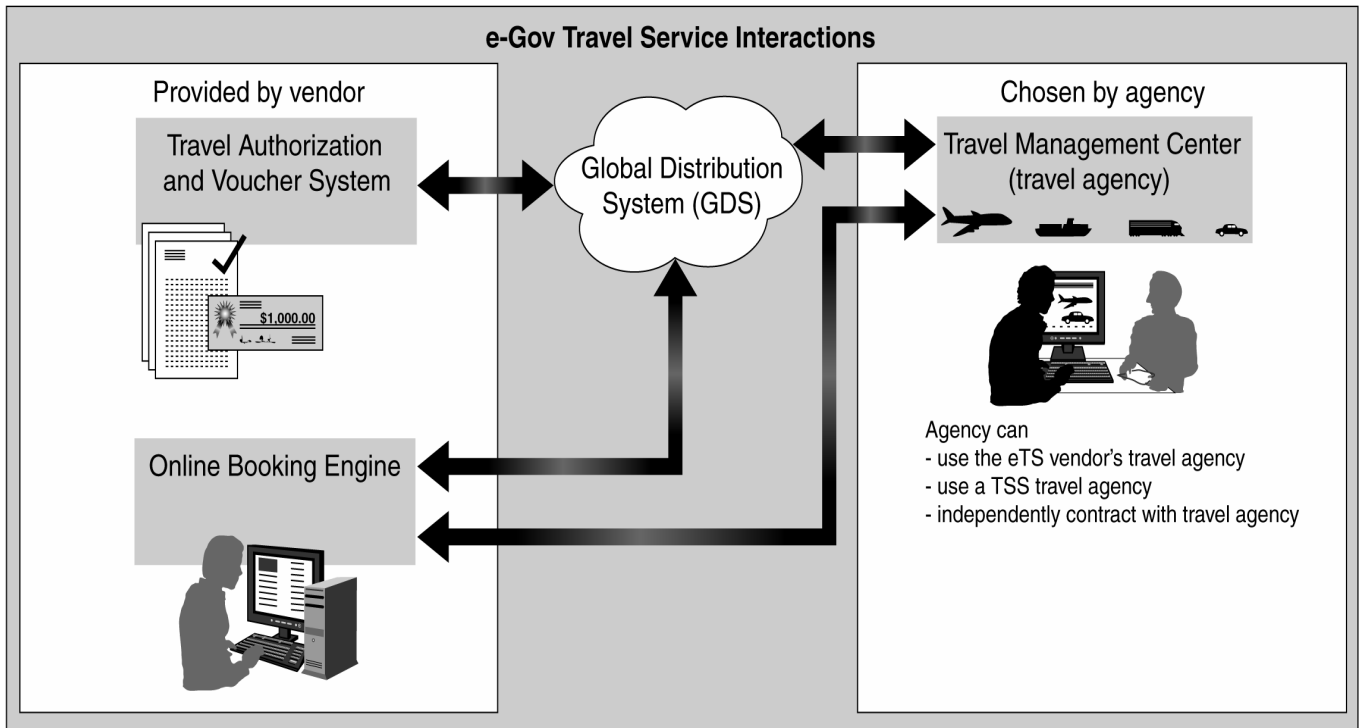 e-Gov Travel Service Interactions
Provided by vendor
Travel Authorization
and Voucher System
$1,000.00
Online Booking Engine
Global Distribution
System (GDS)
Chosen by agency
Travel Management Center
(travel agency)
Agency can
- use the eTS vendor's travel agency
- use a TSS travel agency
- independently contract with travel agency